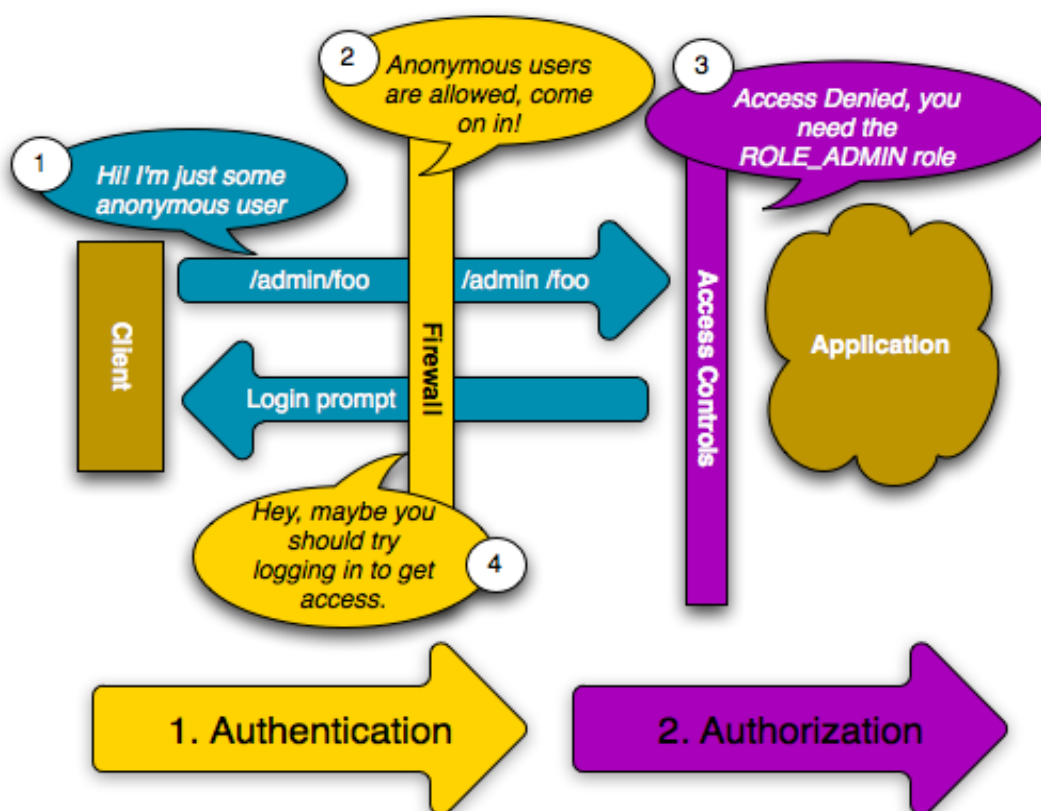 1
Hi! I'm just some
anonymous user
2
Anonymous users
are allowed, come
on in!
3
Access Denied, you
need the
ROLE_ADMIN role
/admin/foo
/admin /foo
Client
Firewall
Access Controls
Application
Login prompt
Hey, maybe you
should try
logging in to get
access.
4
1. Authentication
2. Authorization